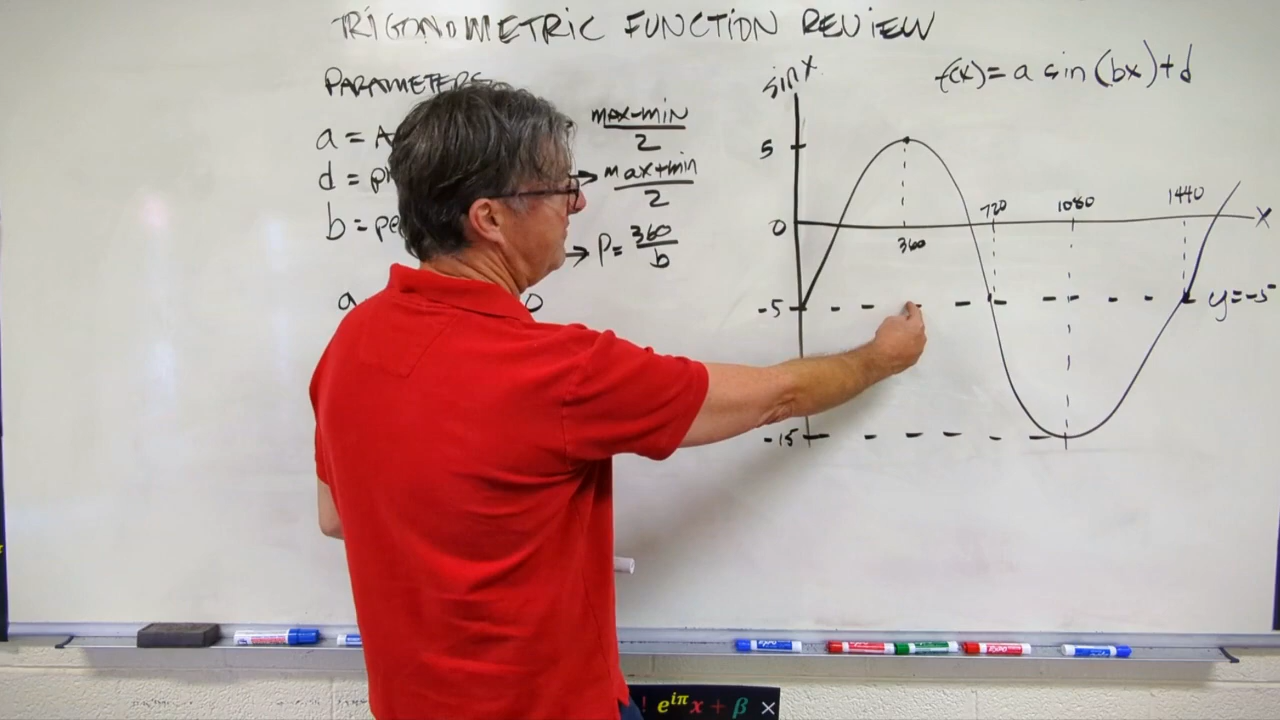 TRIGONOMETRIC FUNCTION REVIEW
PARAMETERS
a = A
max-min
2
d = p
→ max+min
2
b = pe
→ P = 360
b
a
f(x) = a sin(bx)+d
sin x
5
0
-5
-15
360
720
1080
1440
x
y=-5
e^{iπ} x + β ×